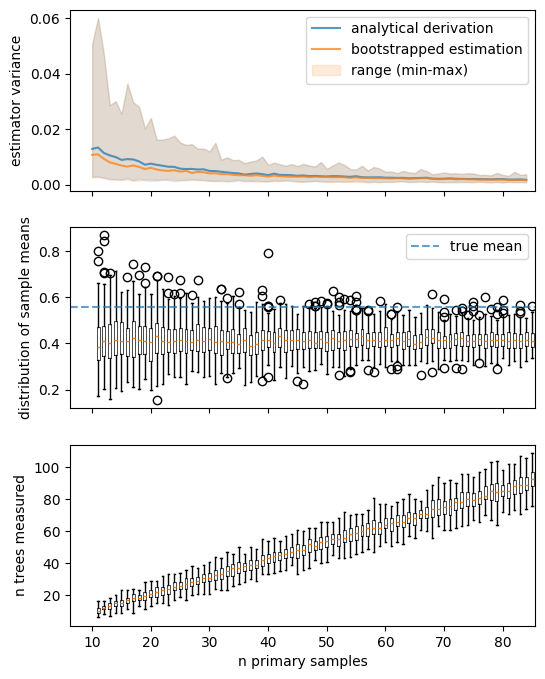 0.06
0.04
0.02
0.00
estimator variance
analytical derivation
bootstrapped estimation
range (min-max)
0.8
0.6
0.4
0.2
distribution of sample means
true mean
100
80
60
40
20
n trees measured
10 20 30 40 50 60 70 80
n primary samples